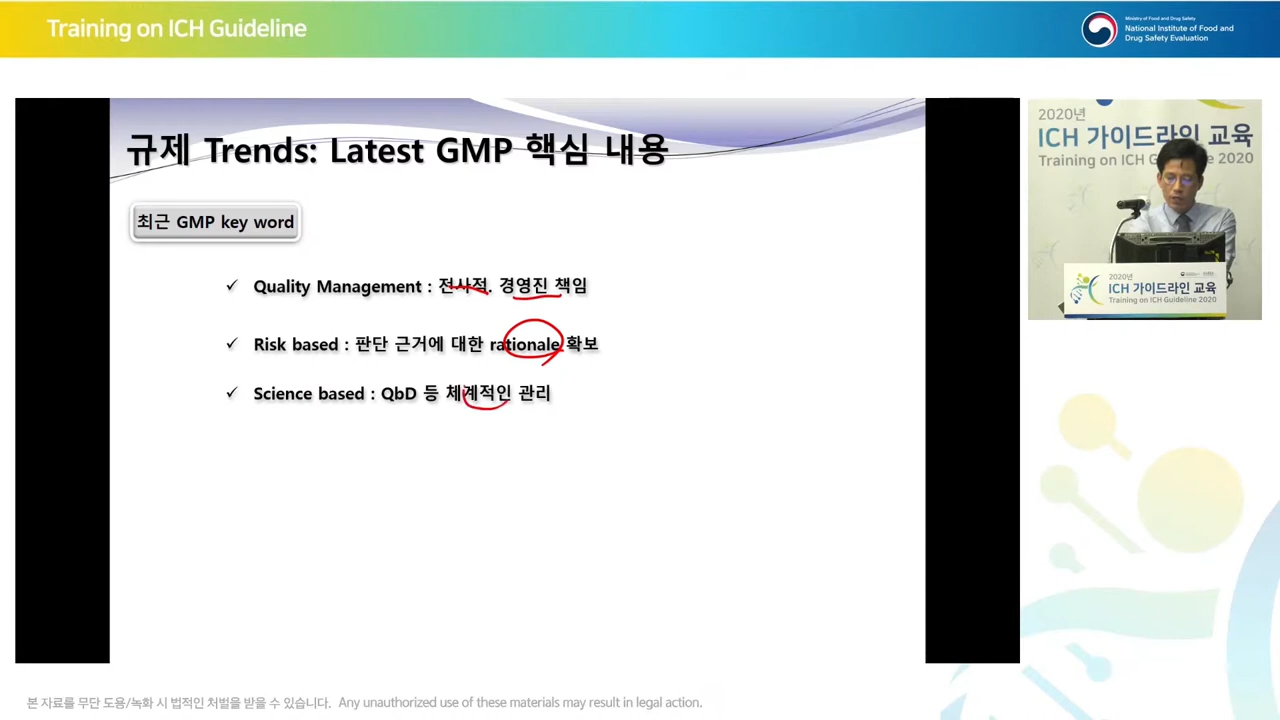 Training on ICH Guideline
Ministry of Food and Drug Safety
National Institute of Food and
Drug Safety Evaluation
규제 Trends: Latest GMP 핵심 내용
최근 GMP key word
✓ Quality Management : 전사적. 경영진 책임
✓ Risk based : 판단 근거에 대한 rationale 확보
✓ Science based : QbD 등 체계적인 관리
2020년
ICH 가이드라인 교육
Training on ICH Guideline 2020
2020년
ICH 가이드라인 교육
Training on ICH Guideline 2020
본 자료를 무단 도용/녹화 시 법적인 처벌을 받을 수 있습니다. Any unauthorized use of these materials may result in legal action.